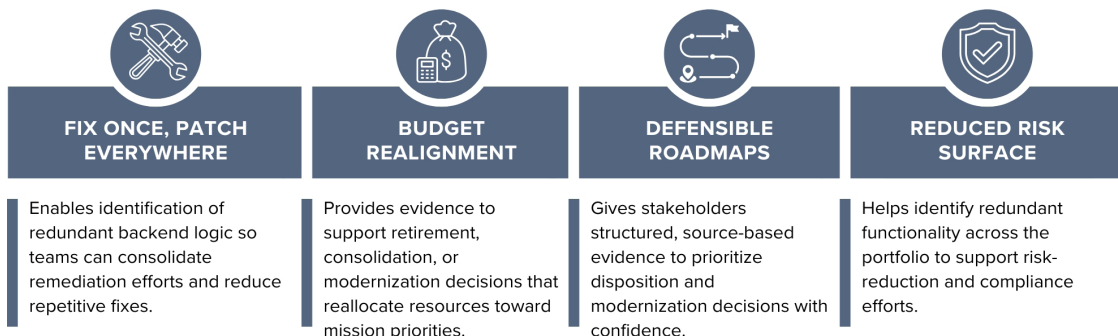 FIX ONCE, PATCH
EVERYWHERE
Enables identification of
redundant backend logic so
teams can consolidate
remediation efforts and reduce
repetitive fixes.
$
BUDGET
REALIGNMENT
Provides evidence to
support retirement,
consolidation, or
modernization decisions that
reallocate resources toward
mission priorities.
DEFENSIBLE
ROADMAPS
Gives stakeholders
structured, source-based
evidence to prioritize
disposition and
modernization decisions with
confidence.
REDUCED RISK
SURFACE
Helps identify redundant
functionality across the
portfolio to support risk-
reduction and compliance
efforts.